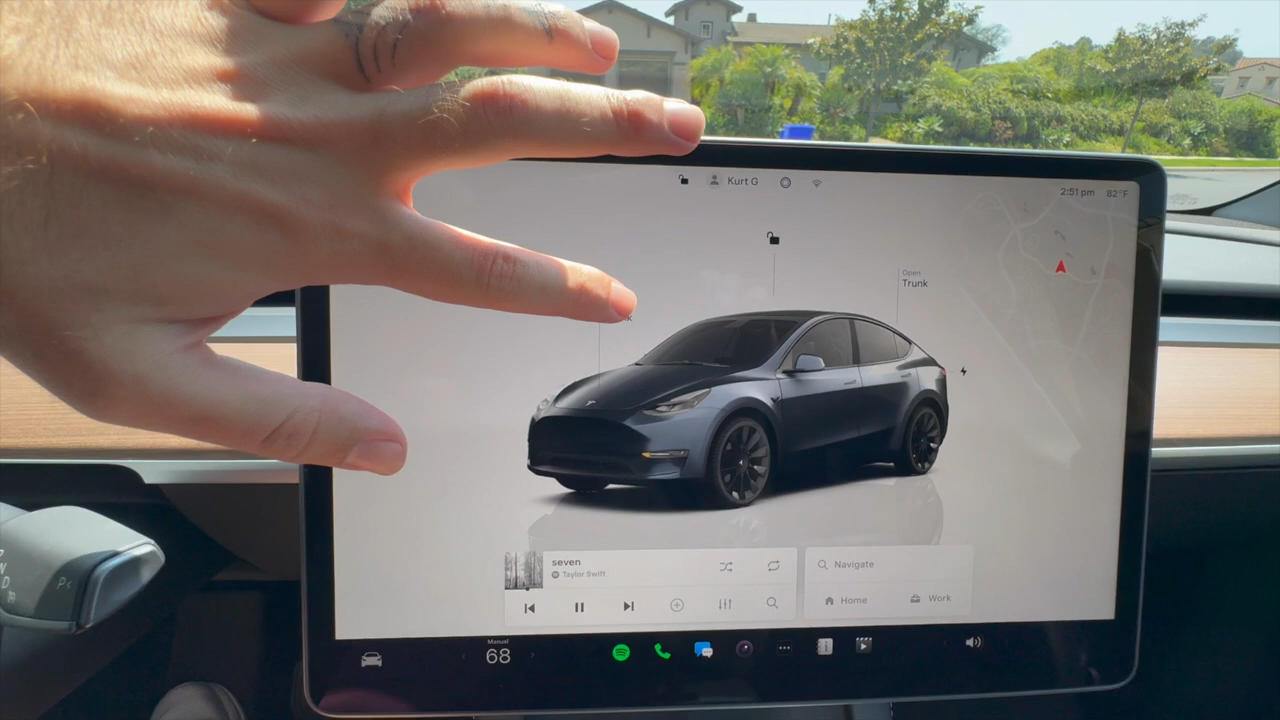 Kurt G
2:51 pm 82°F
Open
Trunk
seven
Taylor Swift
Navigate
Home
Work
Manual
68
N
D
P<